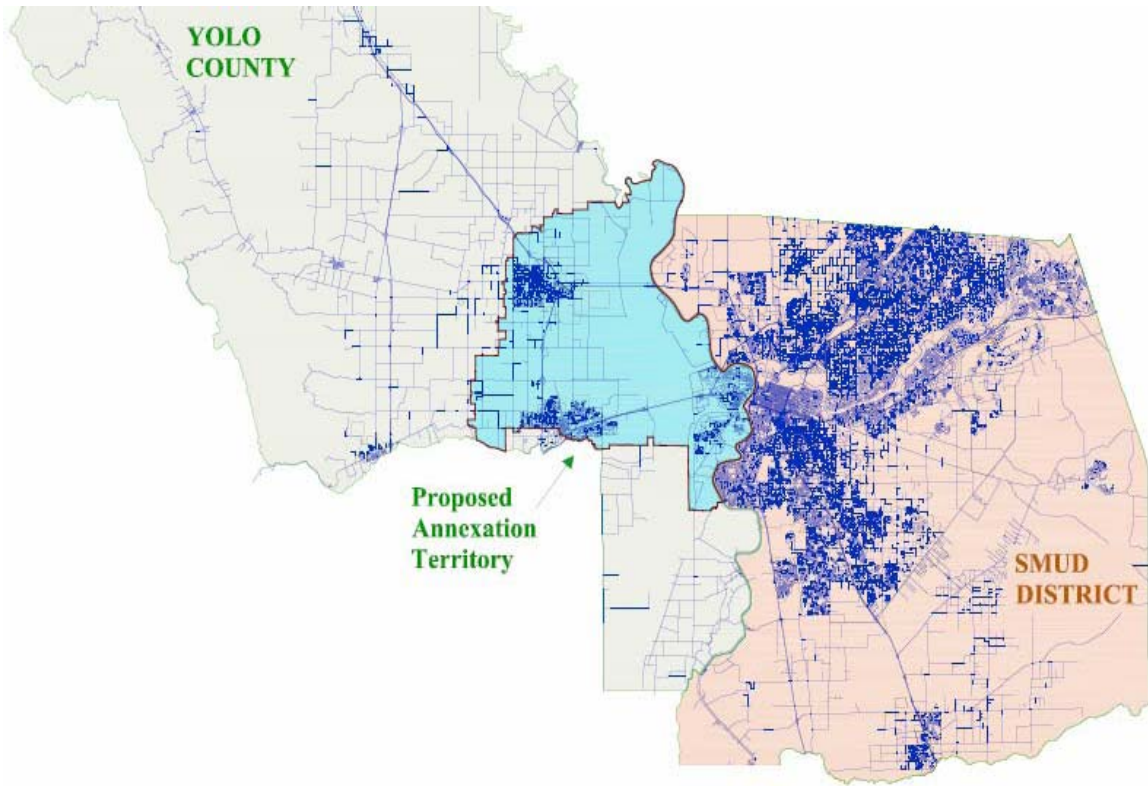 YOLO
COUNTY
Proposed
Annexation
Territory
SMUD
DISTRICT